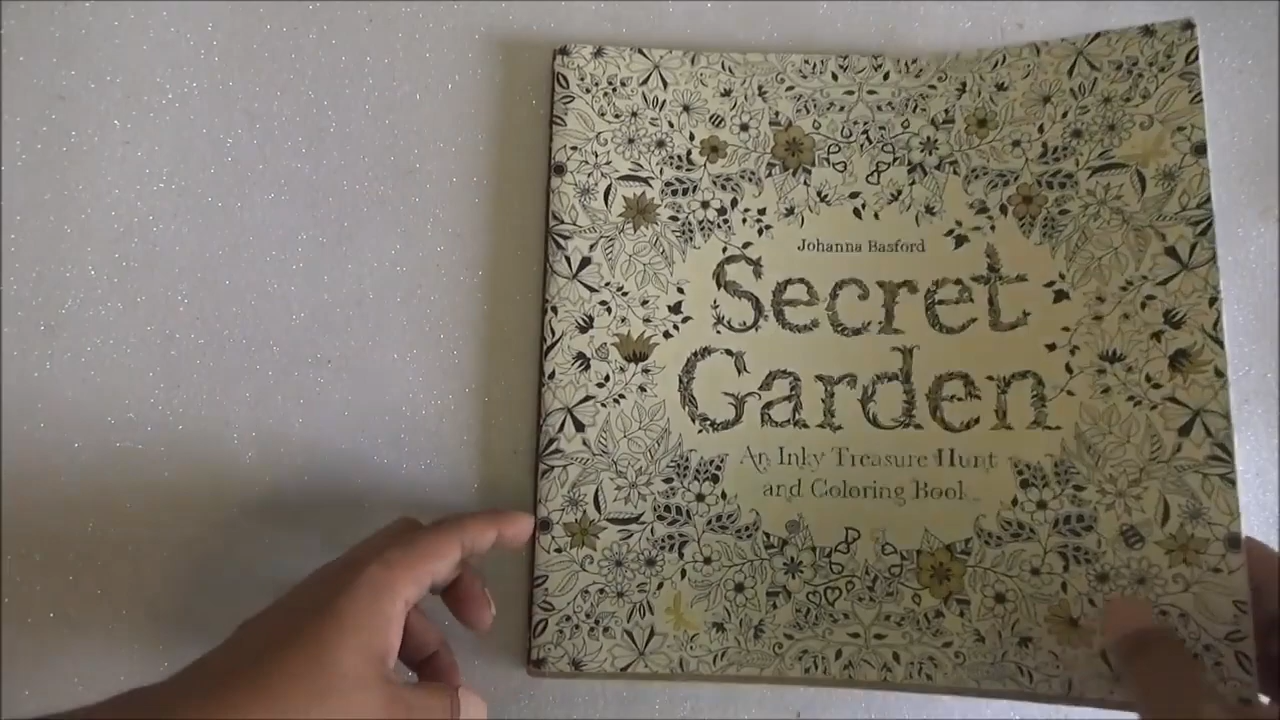 Johanna Basford
Secret
Garden
An Inky Treasure Hunt
and Coloring Book